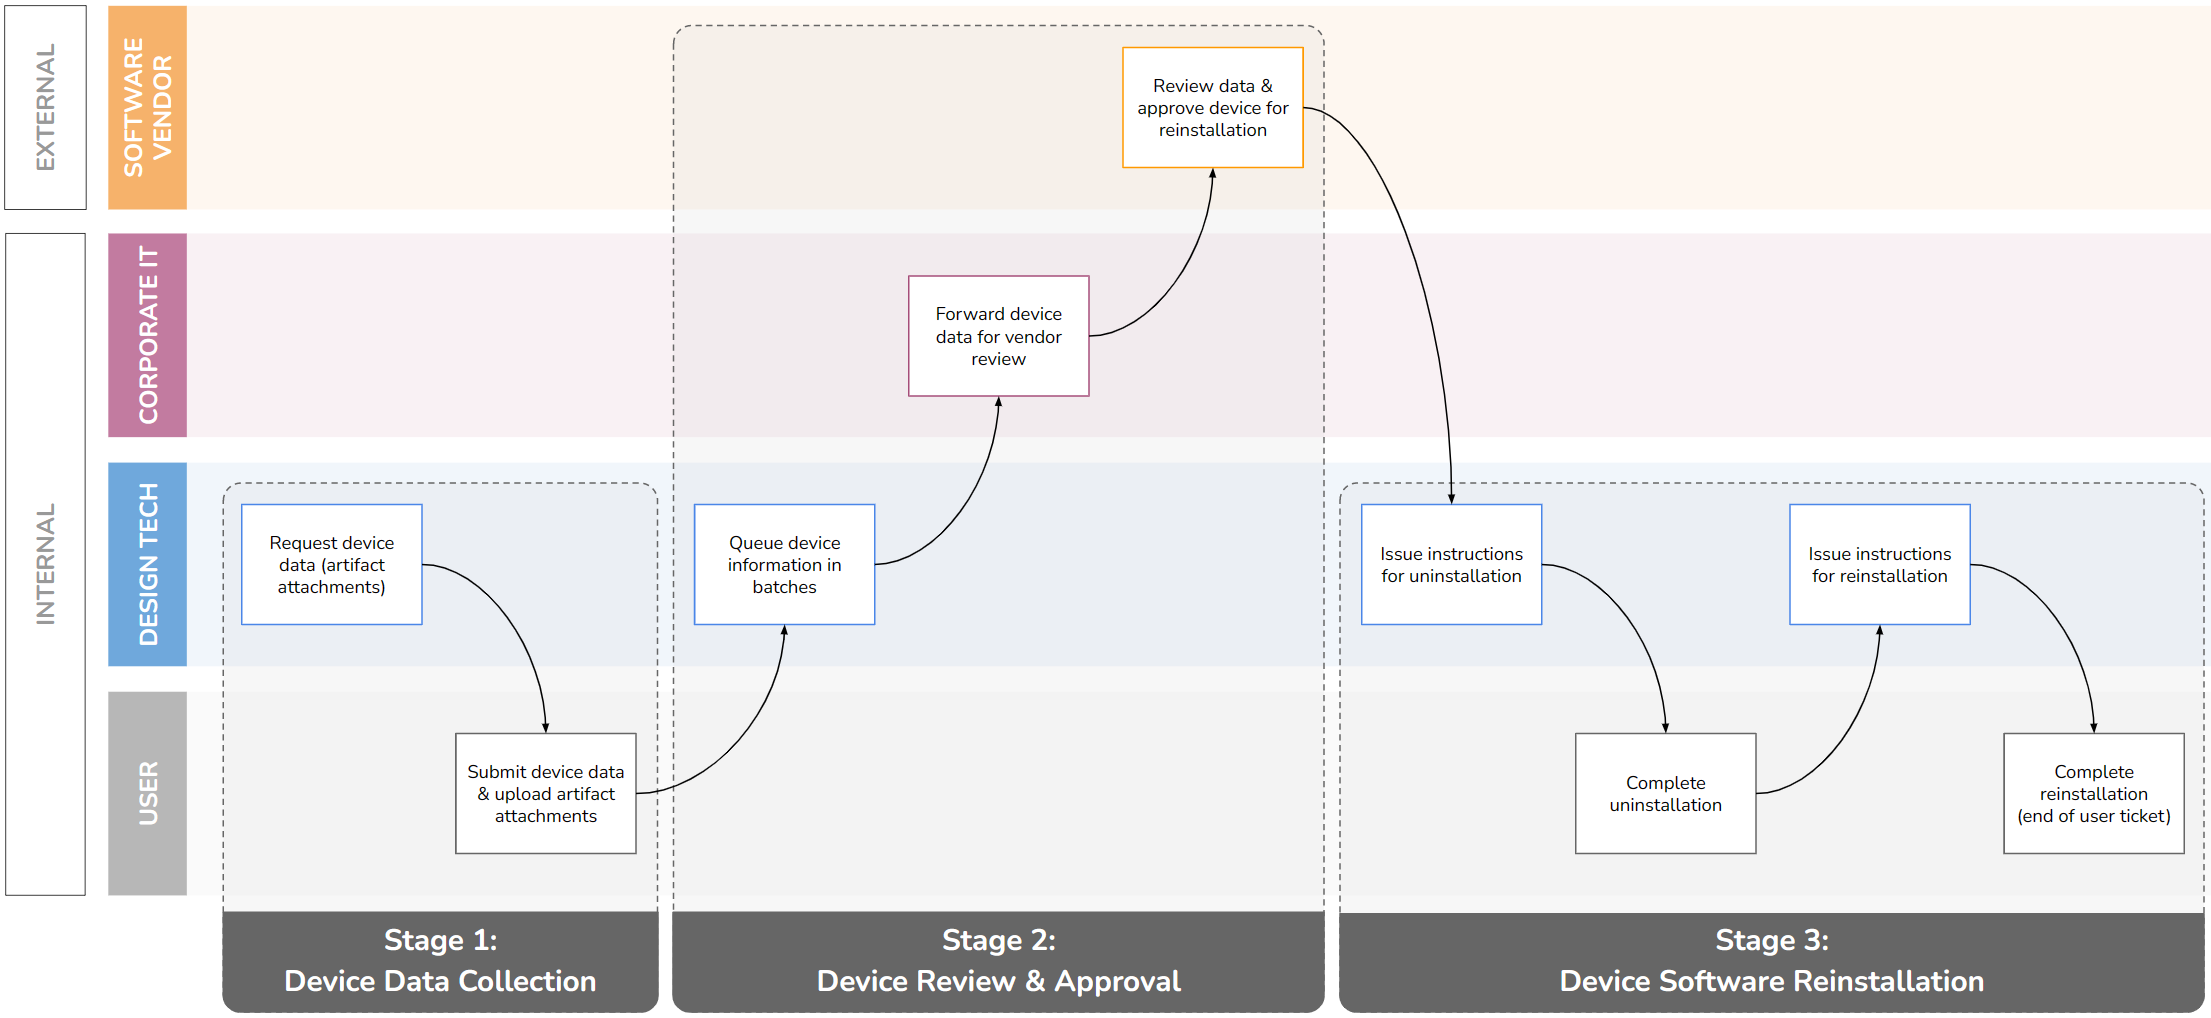 EXTERNAL
SOFTWARE
VENDOR
Review data &
approve device for
reinstallation
INTERNAL
CORPORATE IT
Forward device
data for vendor
review
DESIGN TECH
Request device
data (artifact
attachments)
Queue device
information in
batches
Issue instructions
for uninstallation
Issue instructions
for reinstallation
USER
Submit device data
& upload artifact
attachments
Complete
uninstallation
Complete
reinstallation
(end of user ticket)
Stage 1:
Device Data Collection
Stage 2:
Device Review & Approval
Stage 3:
Device Software Reinstallation